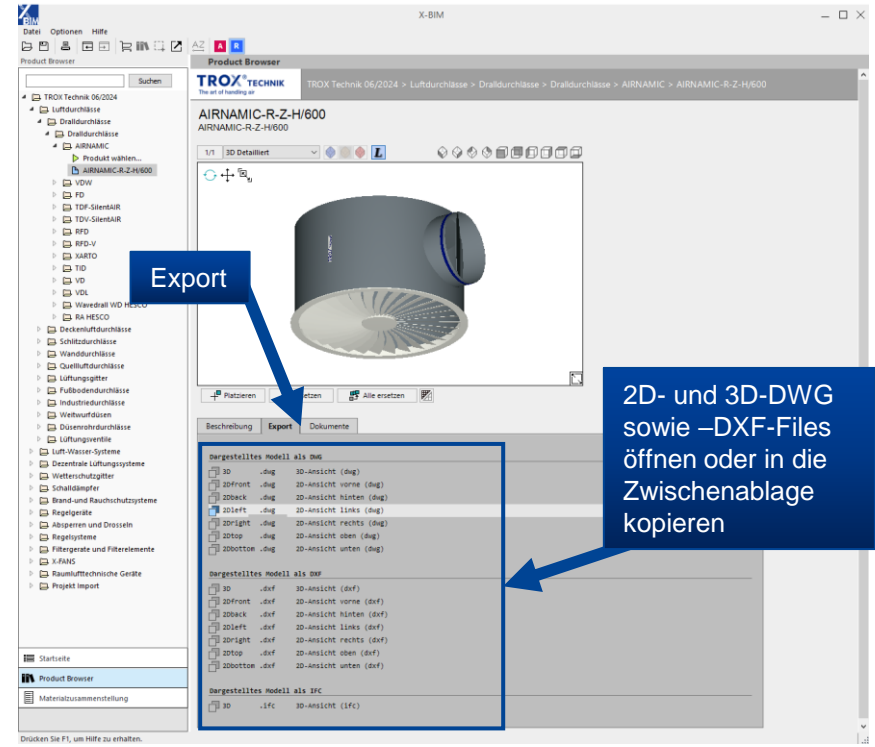 X-BIM
BIM
Datei Optionen Hilfe
AZ A R
Product Browser
Product Browser
Suchen
TROX® TECHNIK
The art of handling air
TROX Technik 06/2024 > Luftdurchlässe > Dralldurchlässe > Dralldurchlässe > AIRNAMIC > AIRNAMIC-R-Z-H/600
TROX Technik 06/2024
Luftdurchlässe
Dralldurchlässe
Dralldurchlässe
AIRNAMIC
Produkt wählen...
AIRNAMIC-R-Z-H/600
VDW
FD
TDF-SilentAIR
TDV-SilentAIR
RFD
RFD-V
XARTO
TID
VD
VDL
Wavedrall WD HESCO
RA HESCO
Deckenluftdurchlässe
Schlitzdurchlässe
Wanddurchlässe
Quellluftdurchlässe
Lüftungsgitter
Fußbodendurchlässe
Industriedurchlässe
Weitwurfdüsen
Düsenrohrdurchlässe
Lüftungsventile
Luft-Wasser-Systeme
Dezentrale Lüftungssysteme
Wetterschutzgitter
Schalldämpfer
Brand-und Rauchschutzsysteme
Regelgeräte
Absperren und Drosseln
Regelsysteme
Filtergeräte und Filterelemente
X-FANS
Raumlufttechnische Geräte
Projekt Import
Startseite
Product Browser
Materialzusammenstellung
AIRNAMIC-R-Z-H/600
AIRNAMIC-R-Z-H/600
1/1 3D Detailliert L
Export
Platzieren etzen Alle ersetzen
2D- und 3D-DWG
sowie –DXF-Files
öffnen oder in die
Zwischenablage
kopieren
Beschreibung Export Dokumente
Dargestelltes Modell als DWG
3D .dwg 3D-Ansicht (dwg)
2Dfront .dwg 2D-Ansicht vorne (dwg)
2Dback .dwg 2D-Ansicht hinten (dwg)
2Dleft .dwg 2D-Ansicht links (dwg)
2Dright .dwg 2D-Ansicht rechts (dwg)
2Dtop .dwg 2D-Ansicht oben (dwg)
2Dbottom .dwg 2D-Ansicht unten (dwg)
Dargestelltes Modell als DXF
3D .dxf 3D-Ansicht (dxf)
2Dfront .dxf 2D-Ansicht vorne (dxf)
2Dback .dxf 2D-Ansicht hinten (dxf)
2Dleft .dxf 2D-Ansicht links (dxf)
2Dright .dxf 2D-Ansicht rechts (dxf)
2Dtop .dxf 2D-Ansicht oben (dxf)
2Dbottom .dxf 2D-Ansicht unten (dxf)
Dargestelltes Modell als IFC
3D .ifc 3D-Ansicht (ifc)
Drücken Sie F1, um Hilfe zu erhalten.